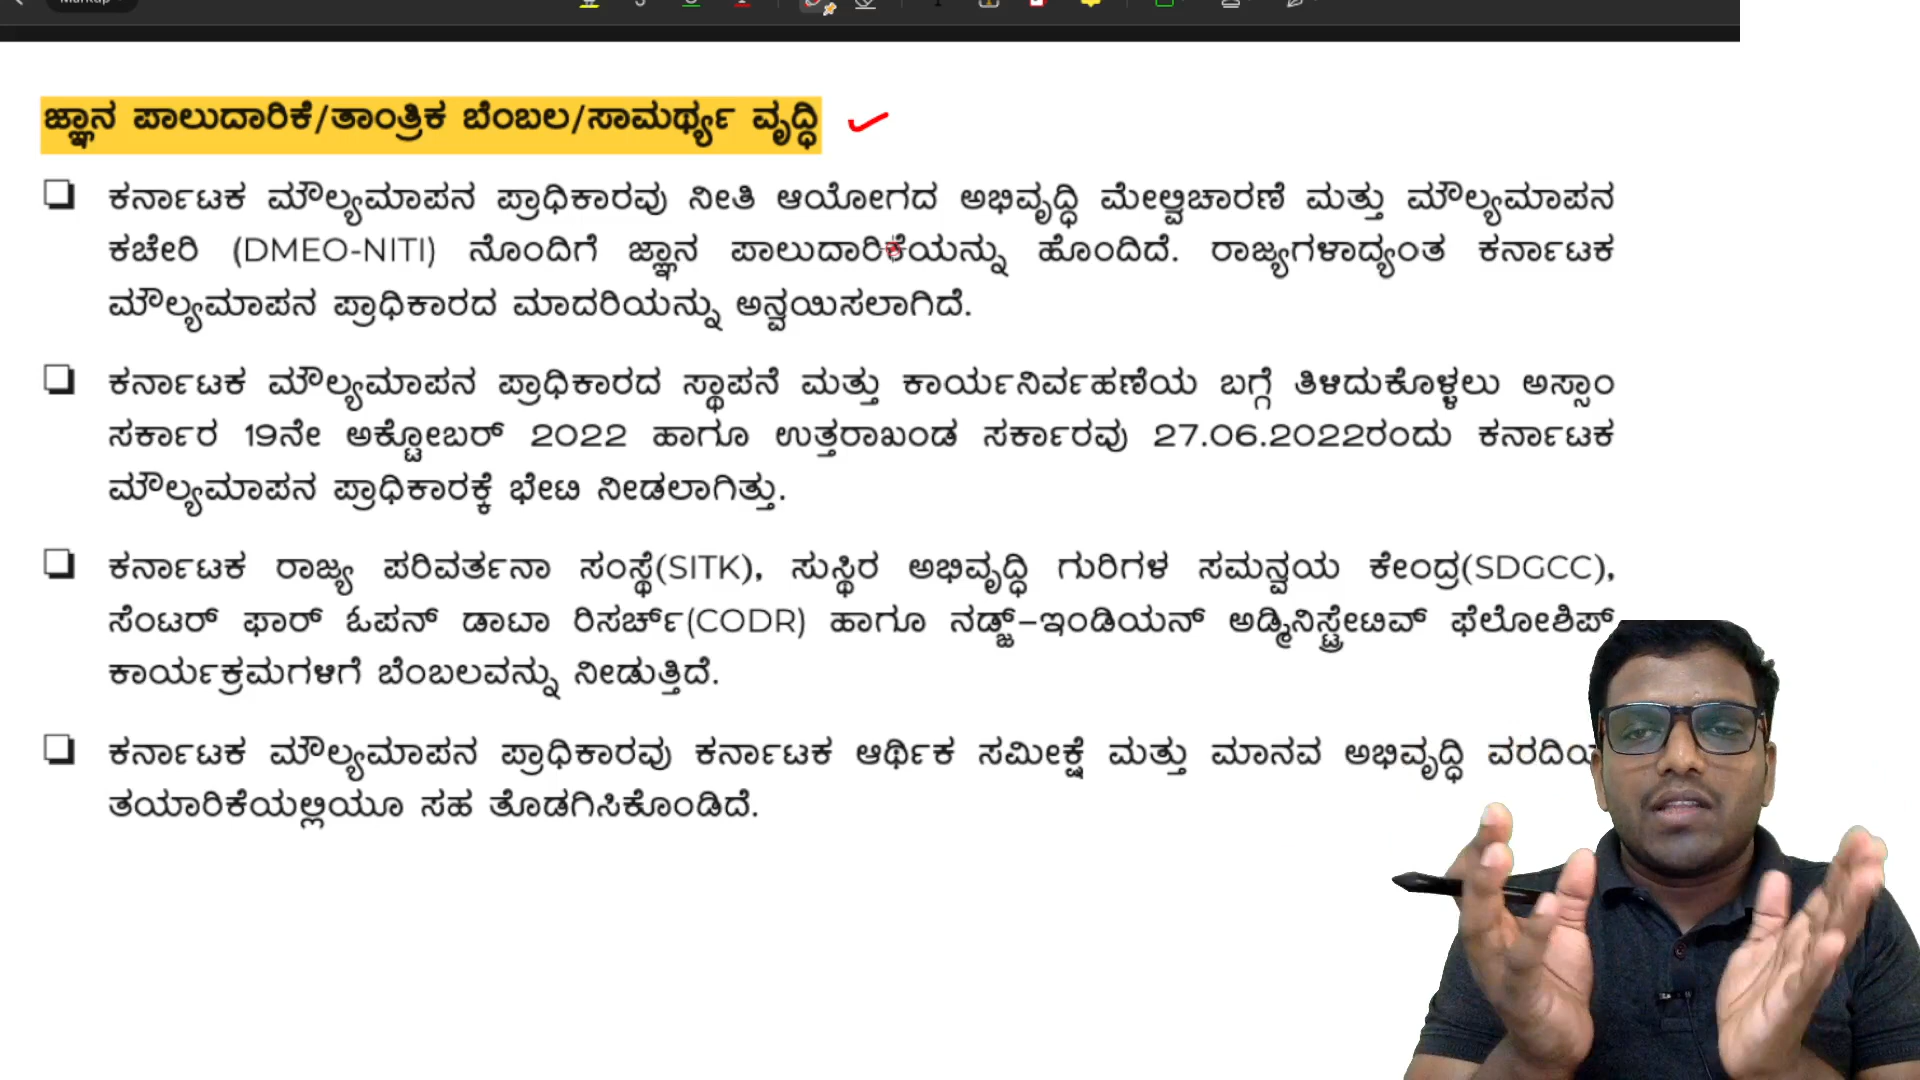 ಜ್ಞಾನ ಪಾಲುದಾರಿಕೆ/ತಾಂತ್ರಿಕ ಬೆಂಬಲ/ಸಾಮರ್ಥ್ಯ ವೃದ್ಧಿ
ಕರ್ನಾಟಕ ಮೌಲ್ಯಮಾಪನ ಪ್ರಾಧಿಕಾರವು ನೀತಿ ಆಯೋಗದ ಅಭಿವೃದ್ಧಿ ಮೇಲ್ವಿಚಾರಣೆ ಮತ್ತು ಮೌಲ್ಯಮಾಪನ
ಕಚೇರಿ (DMEO-NITI) ನೊಂದಿಗೆ ಜ್ಞಾನ ಪಾಲುದಾರಿಕೆಯನ್ನು ಹೊಂದಿದೆ. ರಾಜ್ಯಗಳಾದ್ಯಂತ ಕರ್ನಾಟಕ
ಮೌಲ್ಯಮಾಪನ ಪ್ರಾಧಿಕಾರದ ಮಾದರಿಯನ್ನು ಅನ್ವಯಿಸಲಾಗಿದೆ.
ಕರ್ನಾಟಕ ಮೌಲ್ಯಮಾಪನ ಪ್ರಾಧಿಕಾರದ ಸ್ಥಾಪನೆ ಮತ್ತು ಕಾರ್ಯನಿರ್ವಹಣೆಯ ಬಗ್ಗೆ ತಿಳಿದುಕೊಳ್ಳಲು ಅಸ್ಸಾಂ
ಸರ್ಕಾರ 19ನೇ ಅಕ್ಟೋಬರ್ 2022 ಹಾಗೂ ಉತ್ತರಾಖಂಡ ಸರ್ಕಾರವು 27.06.2022ರಂದು ಕರ್ನಾಟಕ
ಮೌಲ್ಯಮಾಪನ ಪ್ರಾಧಿಕಾರಕ್ಕೆ ಭೇಟಿ ನೀಡಲಾಗಿತ್ತು.
ಕರ್ನಾಟಕ ರಾಜ್ಯ ಪರಿವರ್ತನಾ ಸಂಸ್ಥೆ(SITK), ಸುಸ್ಥಿರ ಅಭಿವೃದ್ಧಿ ಗುರಿಗಳ ಸಮನ್ವಯ ಕೇಂದ್ರ(SDGCC),
ಸೆಂಟರ್ ಫಾರ್ ಓಪನ್ ಡಾಟಾ ರಿಸರ್ಚ್(CODR) ಹಾಗೂ ನಡ್ಜ್-ಇಂಡಿಯನ್ ಅಡ್ಮಿನಿಸ್ಟ್ರೇಟಿವ್ ಫೆಲೋಶಿಪ್
ಕಾರ್ಯಕ್ರಮಗಳಿಗೆ ಬೆಂಬಲವನ್ನು ನೀಡುತ್ತಿದೆ.
ಕರ್ನಾಟಕ ಮೌಲ್ಯಮಾಪನ ಪ್ರಾಧಿಕಾರವು ಕರ್ನಾಟಕ ಆರ್ಥಿಕ ಸಮೀಕ್ಷೆ ಮತ್ತು ಮಾನವ ಅಭಿವೃದ್ಧಿ
ತಯಾರಿಕೆಯಲ್ಲಿಯೂ ಸಹ ತೊಡಗಿಸಿಕೊಂಡಿದೆ.